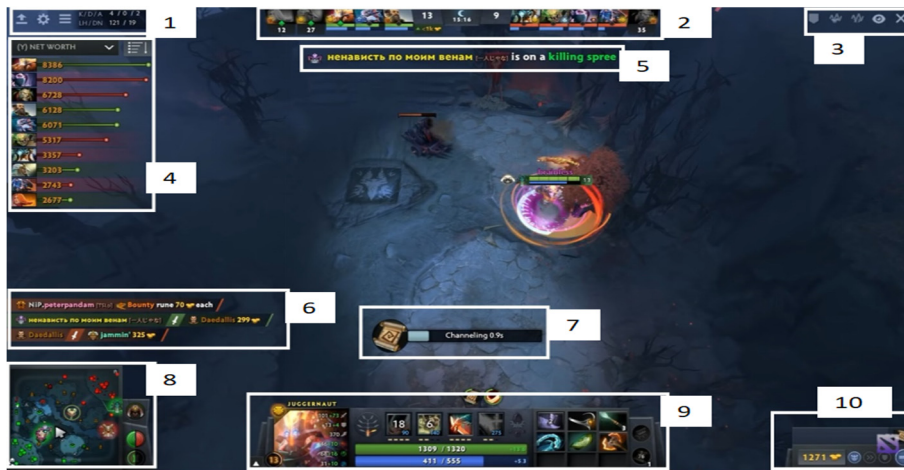 K/D/A 4 / 0 / 2
LH/DN 121 / 19
1
12 27 13 13:16 9 35
2
3
(Y) NET WORTH
8386
8200
6728
6128
6071
5317
3357
3203
2743
2677
4
ненависть по моим венам is on a killing spree
5
NiP.peterpandam Bounty rune 70 each
ненависть по моим венам Daedallis 299
Daedallis jammin' 325
6
Channeling 0.9s
7
8
JUGGERNAUT
18 6
13
1309 / 1320
411 / 555
9
10
1271